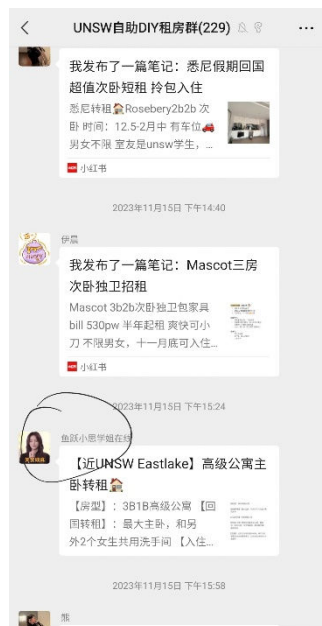 UNSW自助DIY租房群(229)
我发布了一篇笔记：悉尼假期回国
超值次卧短租 拎包入住
悉尼转租🏠Rosebery2b2b 次
卧 时间：12.5-2月中 有车位🚗
男女不限 室友是unsw学生，...
小红书
2023年11月15日 下午14:40
伊晨
我发布了一篇笔记：Mascot三房
次卧独卫招租
Mascot 3b2b次卧独卫包家具
bill 530pw 半年起租 爽快可小
刀 不限男女，十一月底可入住...
小红书
2023年11月15日 下午15:24
鱼跃小愿学姐在线
【近UNSW Eastlake】高级公寓主
卧转租🏠
【房型】：3B1B高级公寓 【回
国转租】：最大主卧，和另
外2个女生共用洗手间 【入住...
2023年11月15日 下午15:58
熊